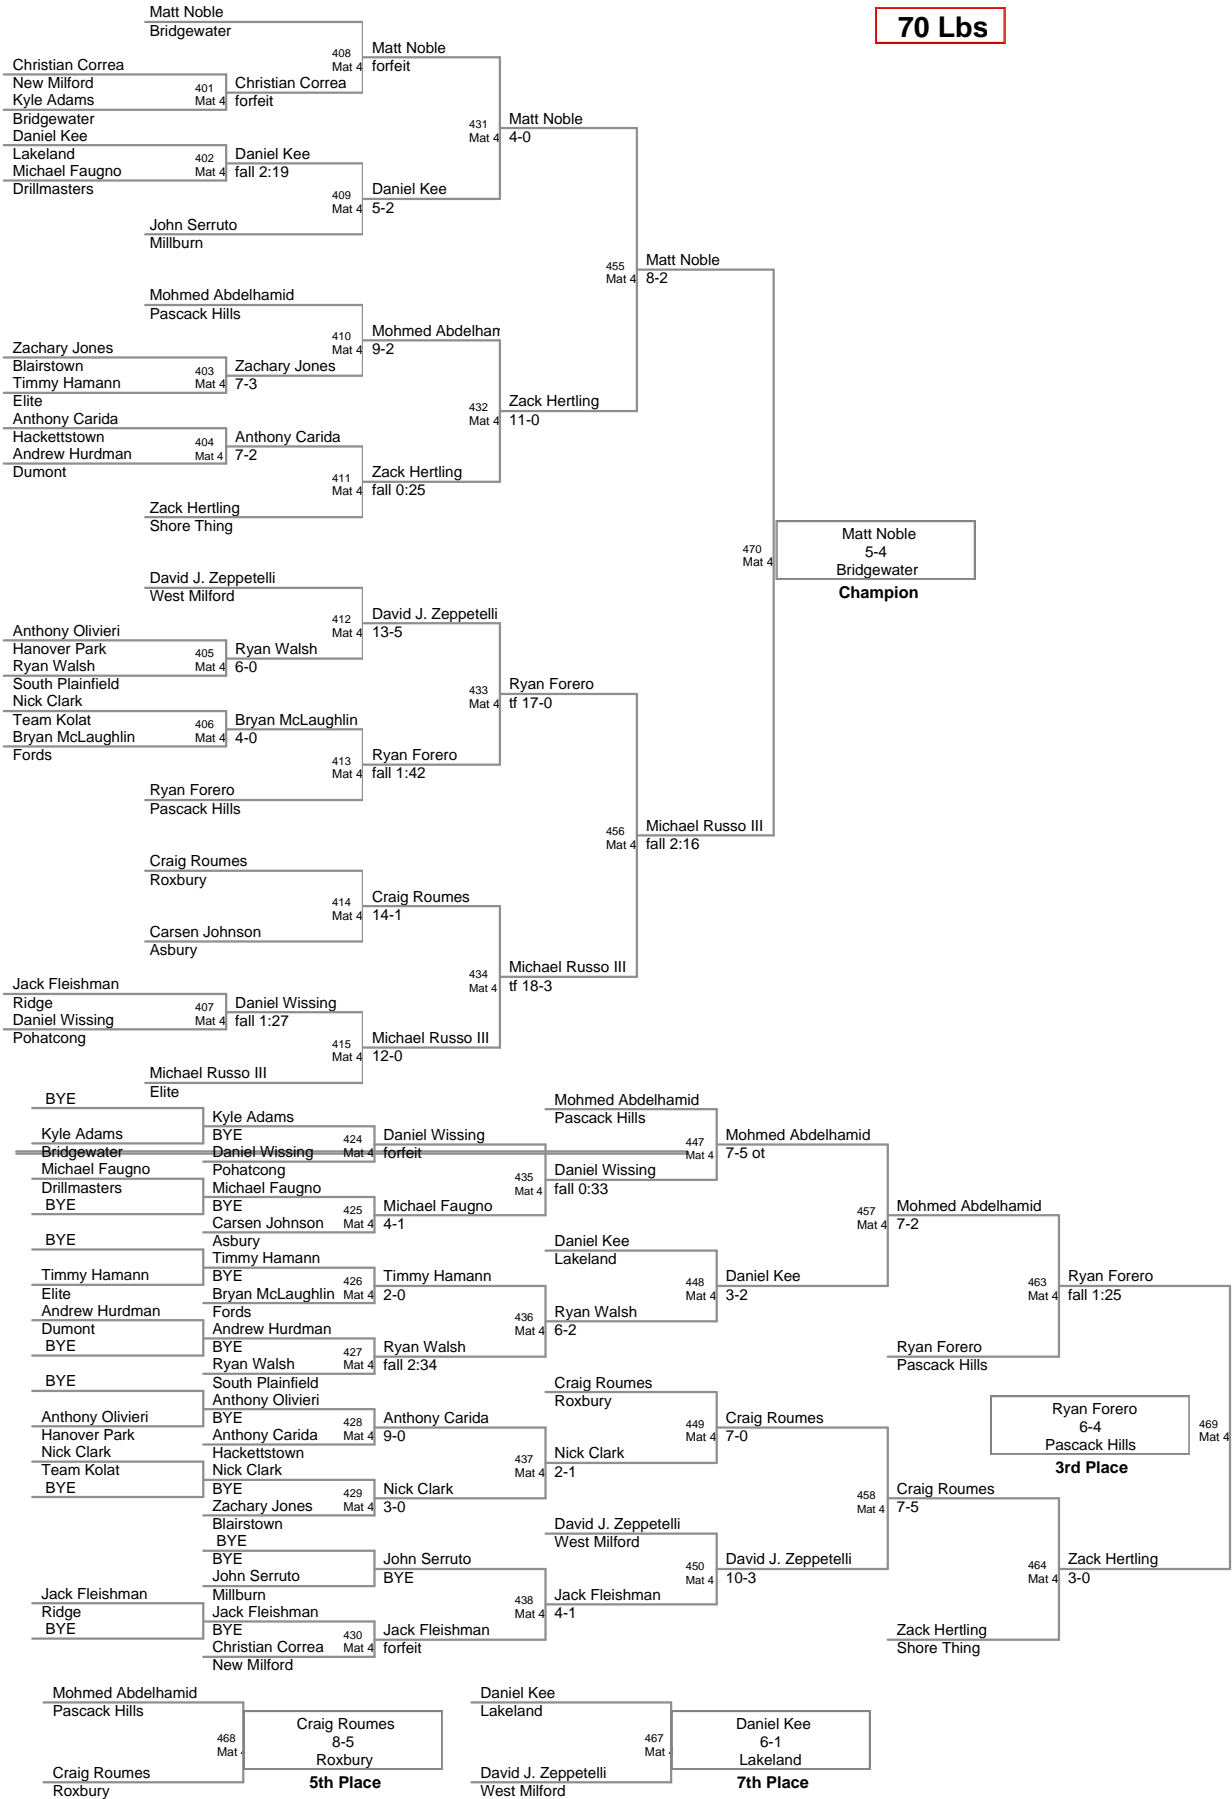 70 Lbs
Matt Noble
Bridgewater
408
Mat 4
Matt Noble
forfeit
Christian Correa
New Milford
Kyle Adams
Bridgewater
401
Mat 4
Christian Correa
forfeit
431
Mat 4
Matt Noble
4-0
Daniel Kee
Lakeland
Michael Faugno
Drillmasters
402
Mat 4
Daniel Kee
fall 2:19
409
Mat 4
Daniel Kee
5-2
John Serruto
Millburn
455
Mat 4
Matt Noble
8-2
Mohmed Abdelhamid
Pascack Hills
410
Mat 4
Mohmed Abdelham
9-2
Zachary Jones
Blairstown
Timmy Hamann
Elite
403
Mat 4
Zachary Jones
7-3
432
Mat 4
Zack Hertling
11-0
Anthony Carida
Hackettstown
Andrew Hurdman
Dumont
404
Mat 4
Anthony Carida
7-2
411
Mat 4
Zack Hertling
fall 0:25
Zack Hertling
Shore Thing
470
Mat 4
Matt Noble
5-4
Bridgewater
Champion
David J. Zeppetelli
West Milford
412
Mat 4
David J. Zeppetelli
13-5
Anthony Olivieri
Hanover Park
Ryan Walsh
South Plainfield
405
Mat 4
Ryan Walsh
6-0
433
Mat 4
Ryan Forero
tf 17-0
Nick Clark
Team Kolat
Bryan McLaughlin
Fords
406
Mat 4
Bryan McLaughlin
4-0
413
Mat 4
Ryan Forero
fall 1:42
Ryan Forero
Pascack Hills
456
Mat 4
Michael Russo III
fall 2:16
Craig Roumes
Roxbury
414
Mat 4
Craig Roumes
14-1
Carsen Johnson
Asbury
434
Mat 4
Michael Russo III
tf 18-3
Jack Fleishman
Ridge
Daniel Wissing
Pohatcong
407
Mat 4
Daniel Wissing
fall 1:27
415
Mat 4
Michael Russo III
12-0
Michael Russo III
Elite
BYE
Kyle Adams
Bridgewater
Michael Faugno
Drillmasters
BYE
BYE
Timmy Hamann
Elite
Andrew Hurdman
Dumont
BYE
BYE
Anthony Olivieri
Hanover Park
Nick Clark
Team Kolat
BYE
Jack Fleishman
Ridge
BYE
Kyle Adams
BYE
Daniel Wissing
Pohatcong
424
Mat 4
Michael Faugno
BYE
Carsen Johnson
Asbury
425
Mat 4
Timmy Hamann
BYE
Bryan McLaughlin
Fords
426
Mat 4
Andrew Hurdman
BYE
Ryan Walsh
South Plainfield
427
Mat 4
Anthony Olivieri
BYE
Anthony Carida
Hackettstown
428
Mat 4
Nick Clark
BYE
Zachary Jones
Blairstown
429
Mat 4
BYE
BYE
John Serruto
Millburn
Jack Fleishman
BYE
Christian Correa
New Milford
430
Mat 4
Daniel Wissing
forfeit
Michael Faugno
4-1
435
Mat 4
Timmy Hamann
2-0
Ryan Walsh
fall 2:34
436
Mat 4
Anthony Carida
9-0
Nick Clark
3-0
437
Mat 4
John Serruto
BYE
Jack Fleishman
forfeit
438
Mat 4
Mohmed Abdelhamid
Pascack Hills
Daniel Wissing
fall 0:33
447
Mat 4
Daniel Kee
Lakeland
Ryan Walsh
6-2
448
Mat 4
Craig Roumes
Roxbury
Nick Clark
2-1
449
Mat 4
David J. Zeppetelli
West Milford
Jack Fleishman
4-1
450
Mat 4
Mohmed Abdelhamid
7-5 ot
Daniel Kee
3-2
457
Mat 4
Craig Roumes
7-0
David J. Zeppetelli
10-3
458
Mat 4
Mohmed Abdelhamid
7-2
Ryan Forero
Pascack Hills
463
Mat 4
Craig Roumes
7-5
Zack Hertling
Shore Thing
464
Mat 4
Ryan Forero
fall 1:25
Zack Hertling
3-0
469
Mat 4
Ryan Forero
6-4
Pascack Hills
3rd Place
Mohmed Abdelhamid
Pascack Hills
Craig Roumes
Roxbury
468
Mat
Craig Roumes
8-5
Roxbury
5th Place
Daniel Kee
Lakeland
David J. Zeppetelli
West Milford
467
Mat
Daniel Kee
6-1
Lakeland
7th Place